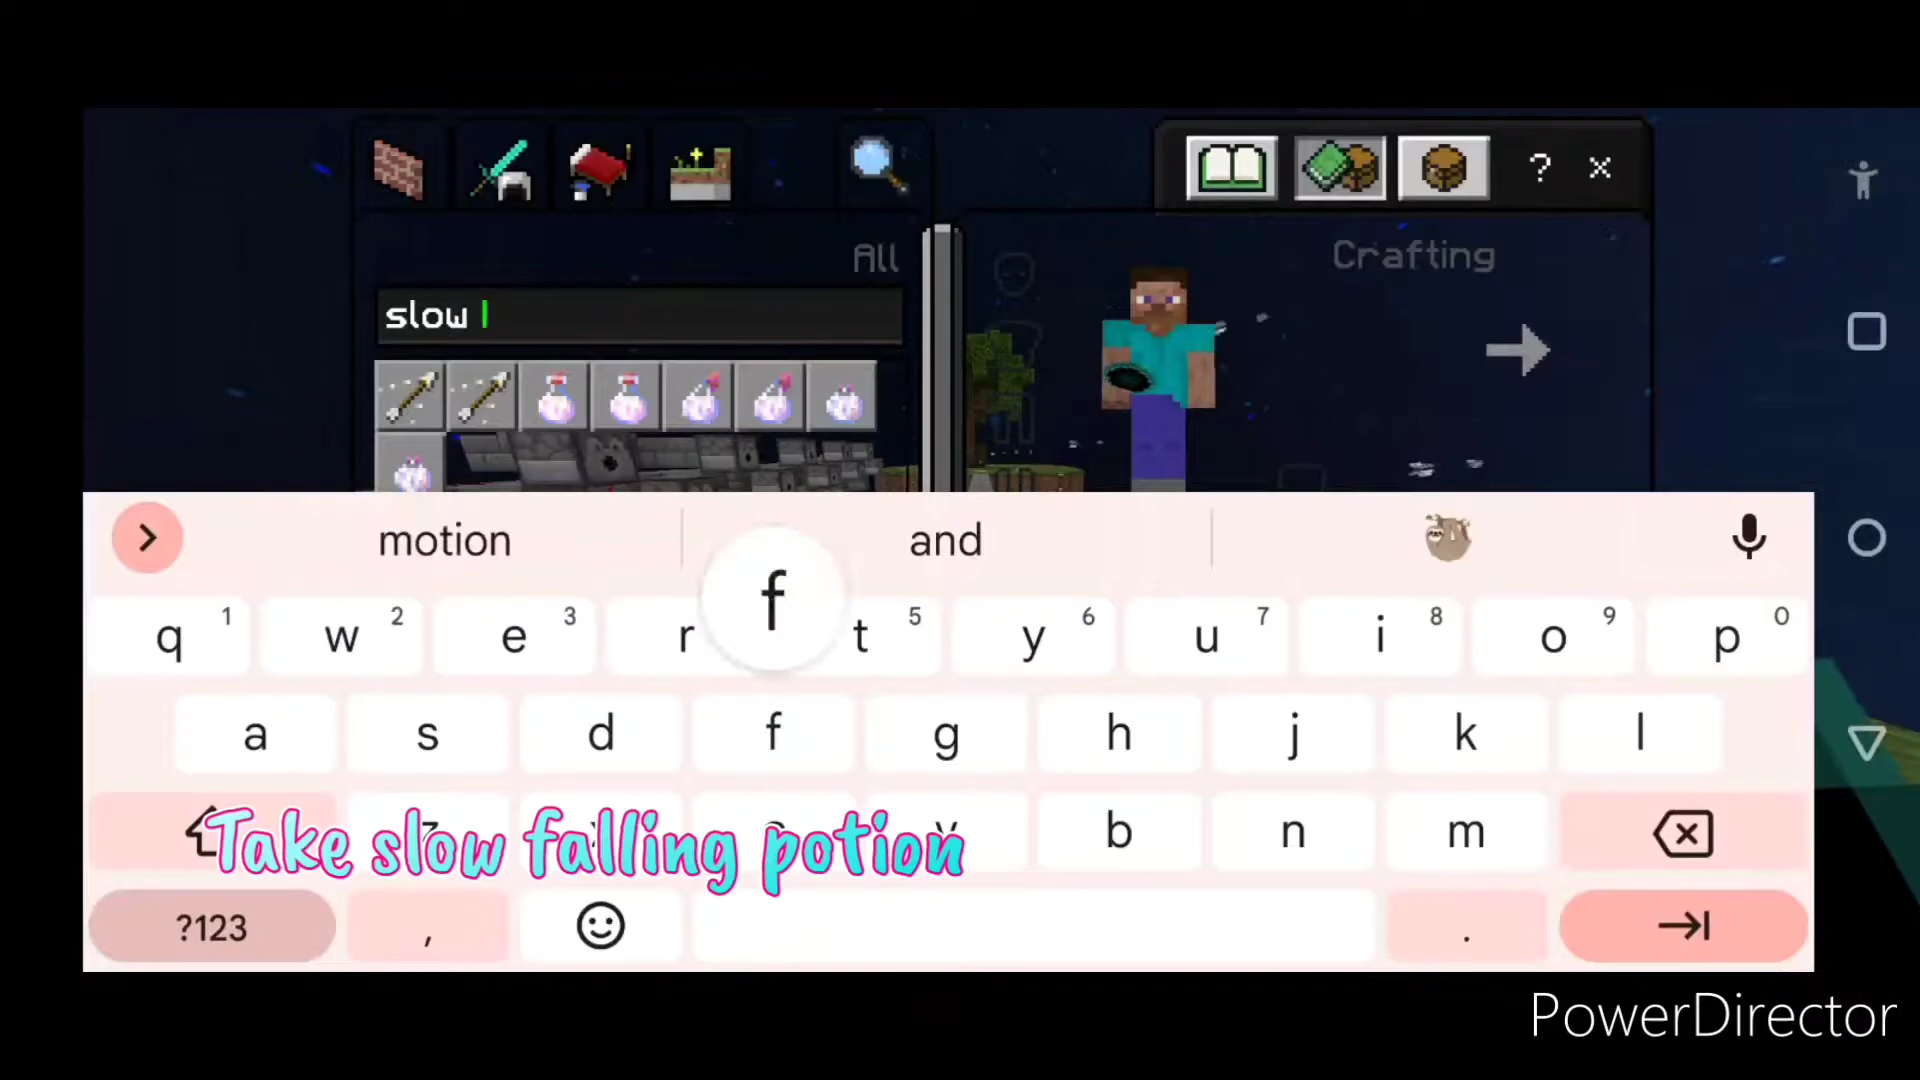 All
Crafting
? x
slow
motion and
f
q 1 w 2 e 3 r t 5 y 6 u 7 i 8 o 9 p 0
a s d f g h j k l
b n m
Take slow falling potion
?123 , .
PowerDirector